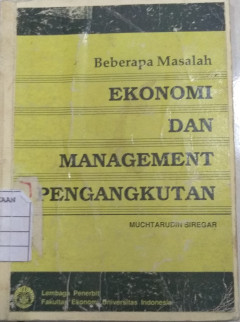 Beberapa Masalah
EKONOMI
DAN
MANAGEMENT
PENGANGKUTAN
MUCHTARUDIN SIREGAR
Lembaga Penerbit
Fakultas Ekonomi Universitas Indonesia